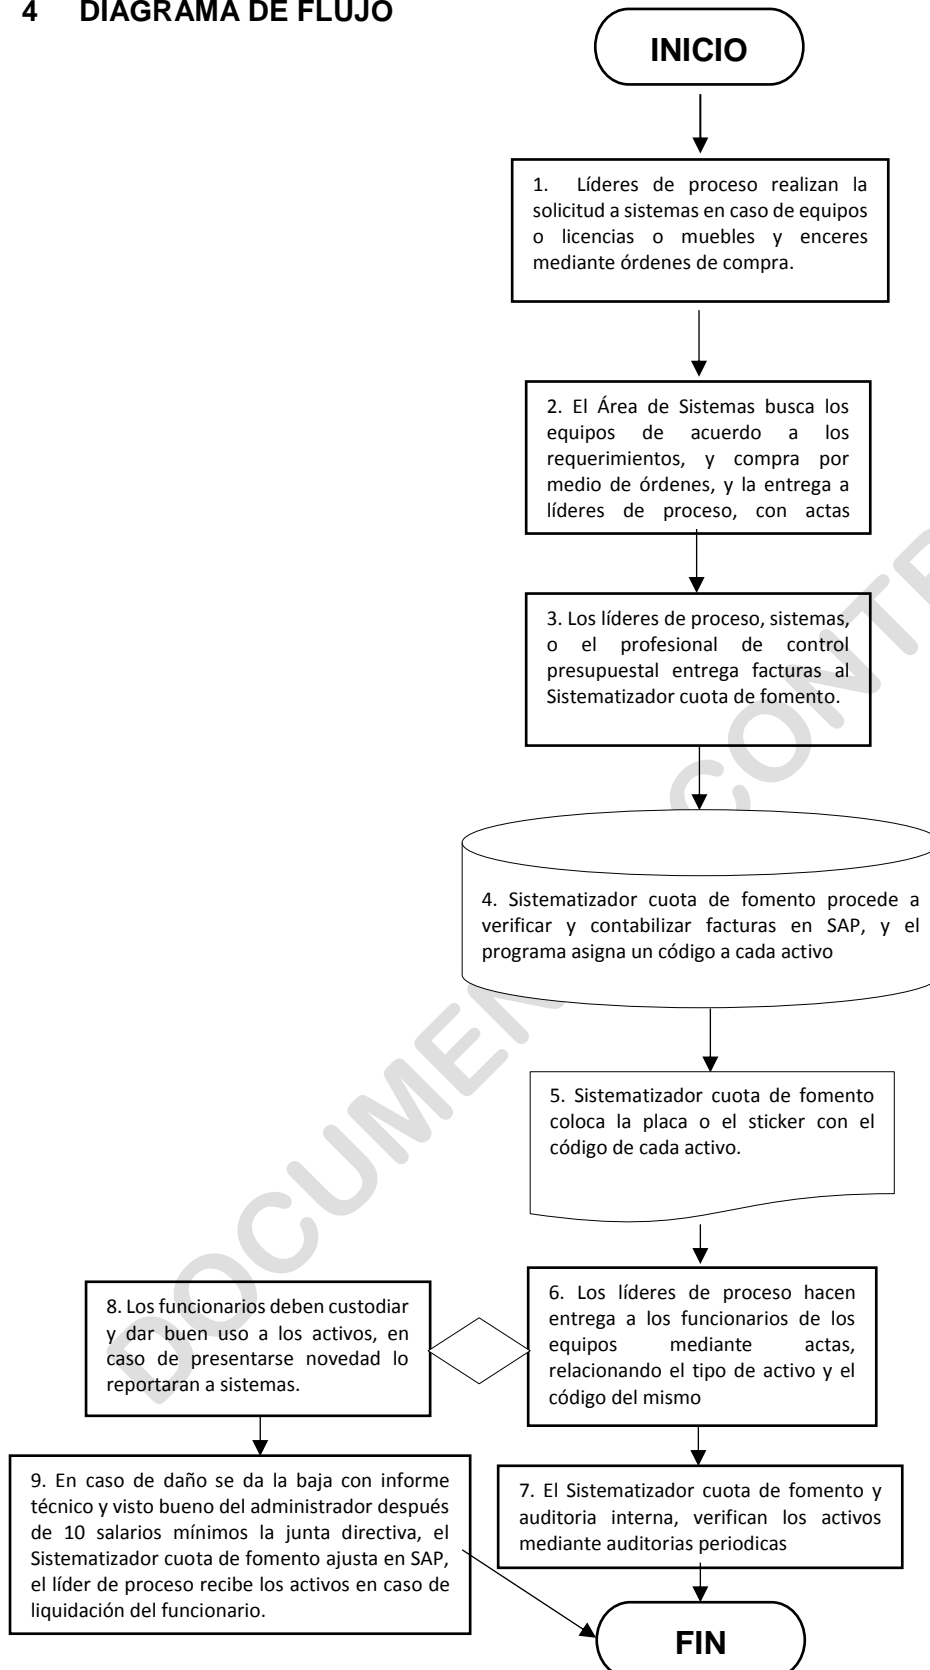 4 DIAGRAMA DE FLUJO
INICIO
1. Líderes de proceso realizan la
solicitud a sistemas en caso de equipos
o licencias o muebles y enceres
mediante órdenes de compra.
2. El Área de Sistemas busca los
equipos de acuerdo a los
requerimientos, y compra por
medio de órdenes, y la entrega a
líderes de proceso, con actas
3. Los líderes de proceso, sistemas,
o el profesional de control
presupuestal entrega facturas al
Sistematizador cuota de fomento.
4. Sistematizador cuota de fomento procede a
verificar y contabilizar facturas en SAP, y el
programa asigna un código a cada activo
5. Sistematizador cuota de fomento
coloca la placa o el sticker con el
código de cada activo.
6. Los líderes de proceso hacen
entrega a los funcionarios de los
equipos mediante actas,
relacionando el tipo de activo y el
código del mismo
8. Los funcionarios deben custodiar
y dar buen uso a los activos, en
caso de presentarse novedad lo
reportaran a sistemas.
9. En caso de daño se da la baja con informe
técnico y visto bueno del administrador después
de 10 salarios mínimos la junta directiva, el
Sistematizador cuota de fomento ajusta en SAP,
el líder de proceso recibe los activos en caso de
liquidación del funcionario.
7. El Sistematizador cuota de fomento y
auditoria interna, verifican los activos
mediante auditorias periodicas
FIN